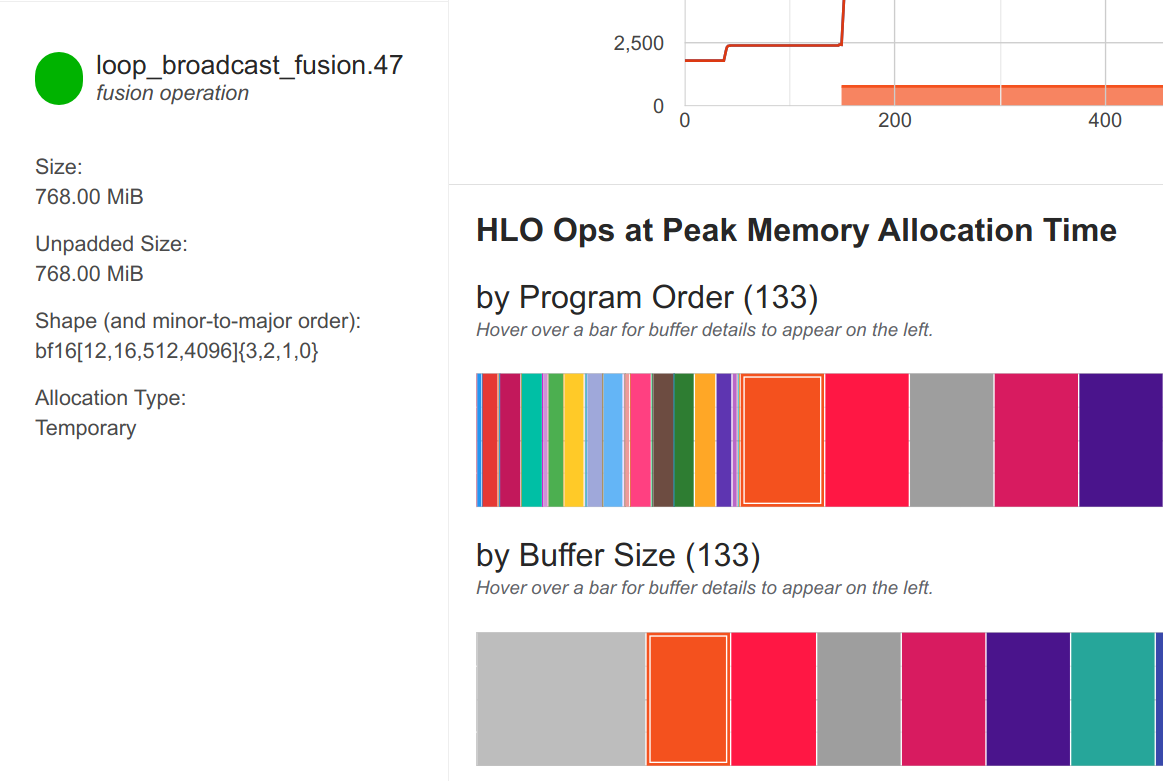 loop_broadcast_fusion.47
fusion operation
Size:
768.00 MiB
Unpadded Size:
768.00 MiB
Shape (and minor-to-major order):
bf16[12,16,512,4096]{3,2,1,0}
Allocation Type:
Temporary
2,500
0
0 200 400
HLO Ops at Peak Memory Allocation Time
by Program Order (133)
Hover over a bar for buffer details to appear on the left.
by Buffer Size (133)
Hover over a bar for buffer details to appear on the left.